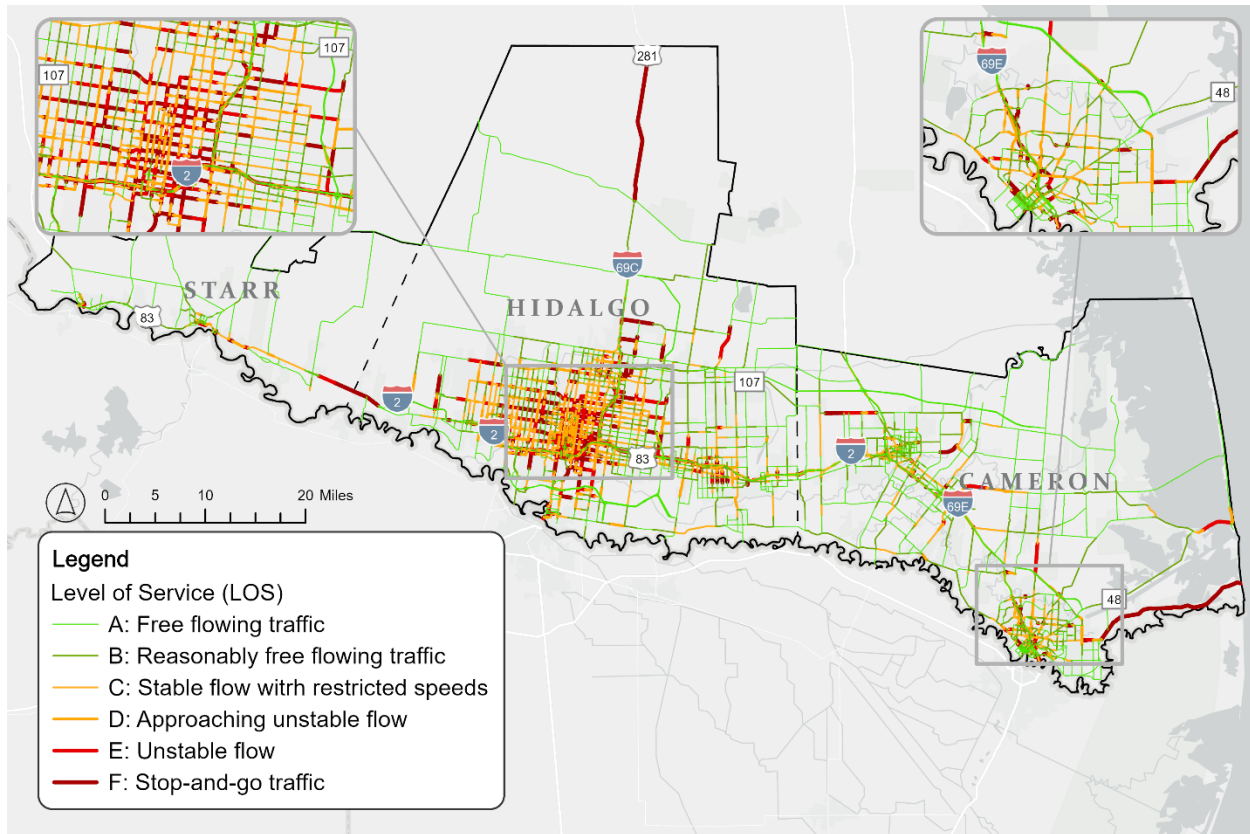 107
107
2
69E
48
281
69C
STARR
HIDALGO
83
107
2
2
2
83
CAMERON
69E
48
0 5 10 20 Miles
Legend
Level of Service (LOS)
A: Free flowing traffic
B: Reasonably free flowing traffic
C: Stable flow witrh restricted speeds
D: Approaching unstable flow
E: Unstable flow
F: Stop-and-go traffic